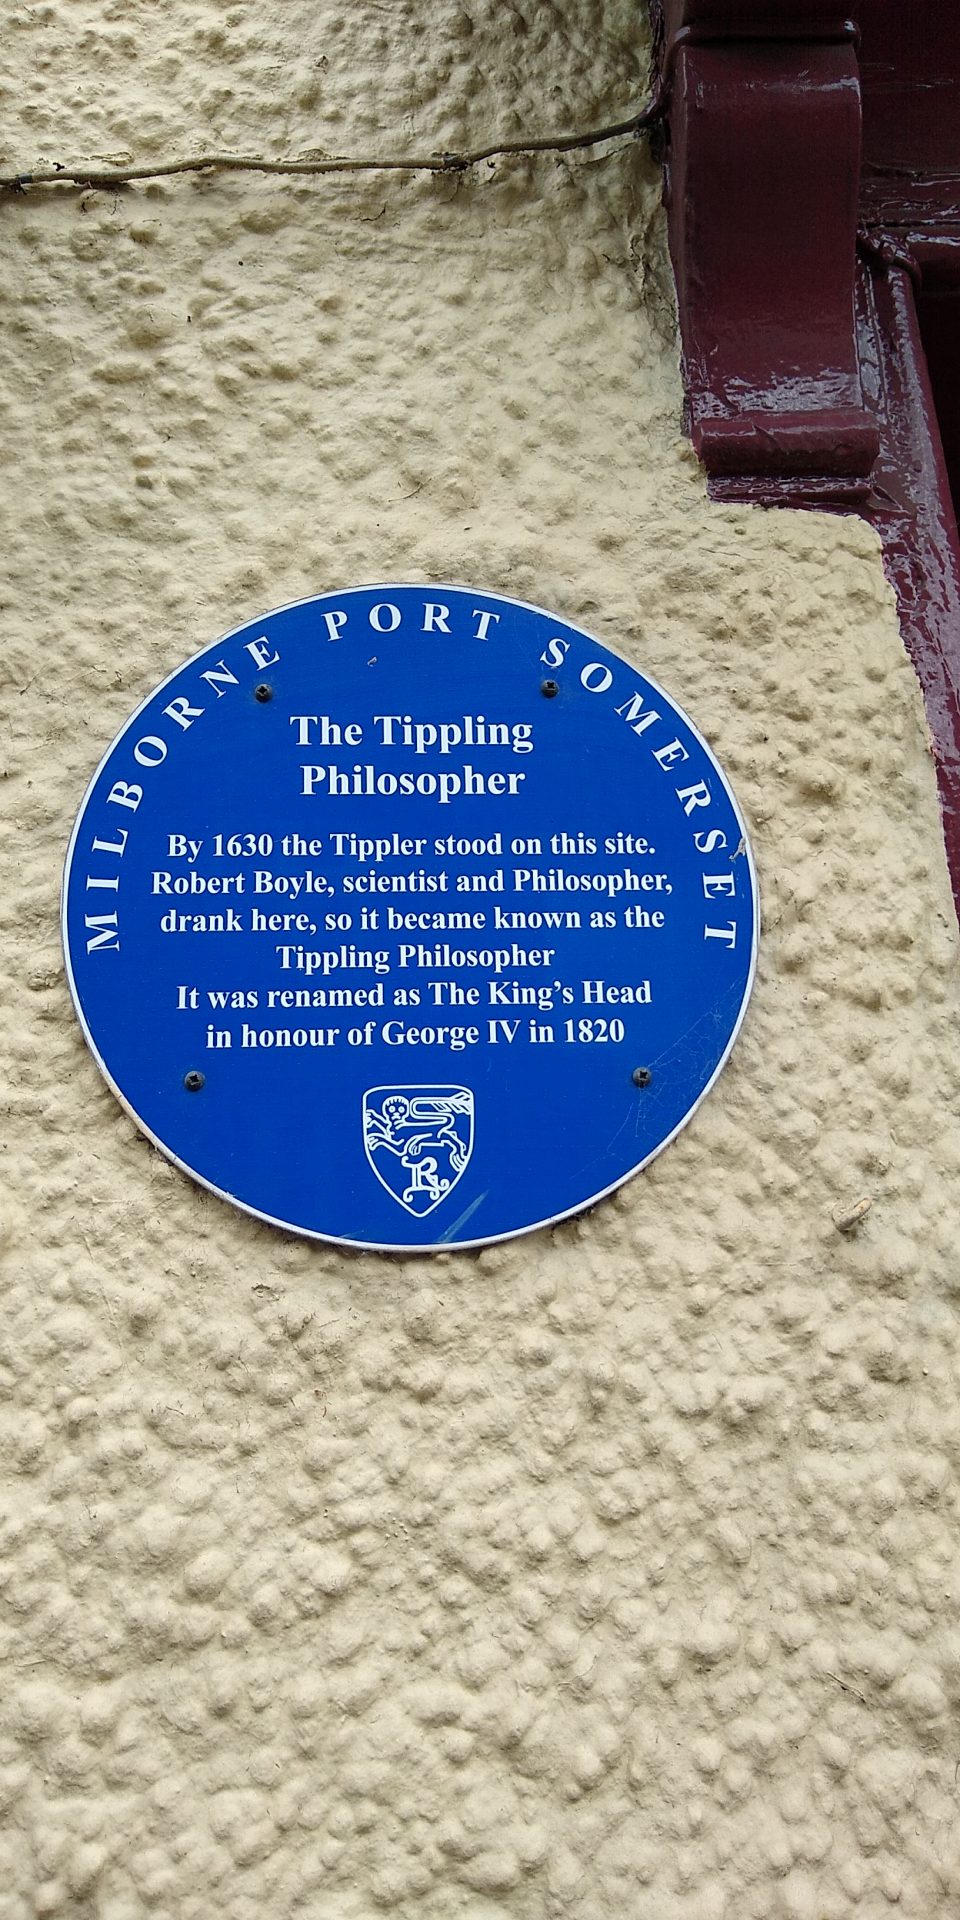 MILBORNE PORT SOMERSET
The Tippling
Philosopher
By 1630 the Tippler stood on this site.
Robert Boyle, scientist and Philosopher,
drank here, so it became known as the
Tippling Philosopher
It was renamed as The King's Head
in honour of George IV in 1820
R